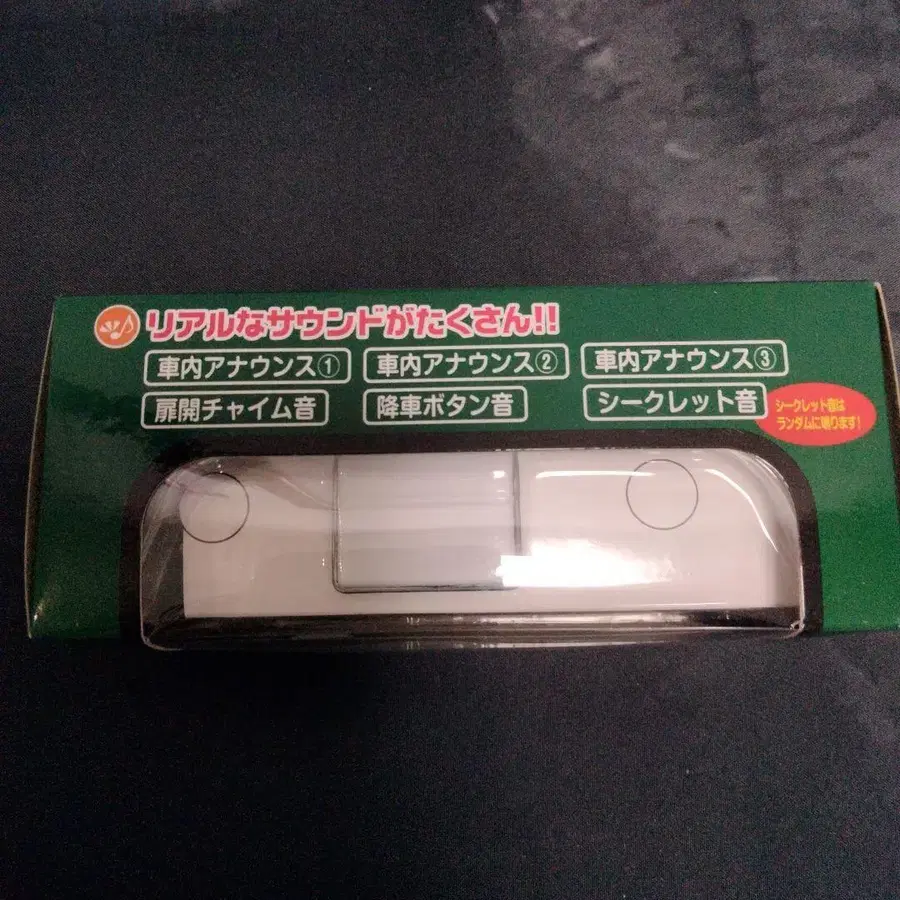 リアルなサウンドがたくさん!!
車内アナウンス① 車内アナウンス② 車内アナウンス③
扉開チャイム音 降車ボタン音 シークレット音
シークレット音は
ランダムに鳴ります!